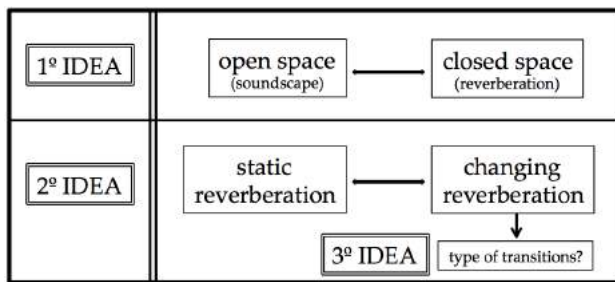 1º IDEA
open space
(soundscape)
closed space
(reverberation)
2º IDEA
static
reverberation
changing
reverberation
3º IDEA
type of transitions?